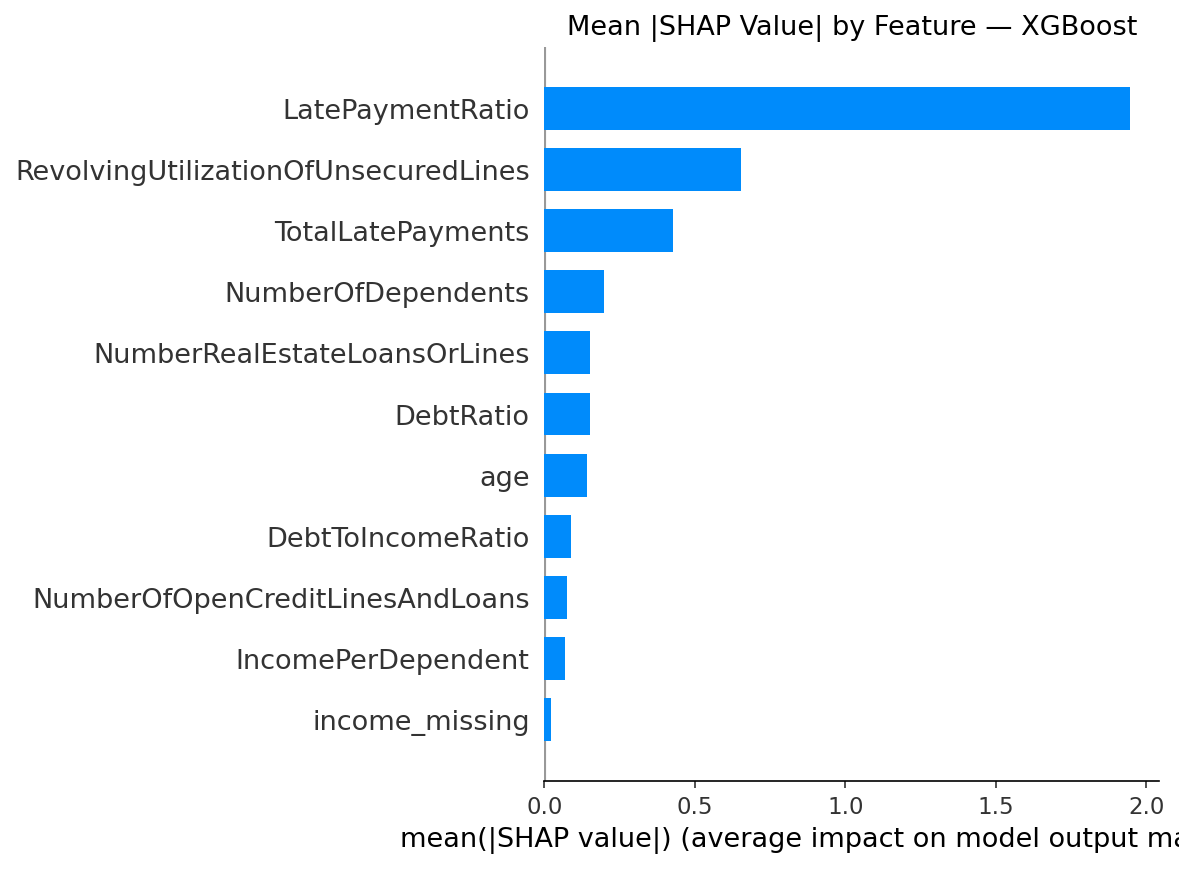 Mean |SHAP Value| by Feature — XGBoost
LatePaymentRatio
RevolvingUtilizationOfUnsecuredLines
TotalLatePayments
NumberOfDependents
NumberRealEstateLoansOrLines
DebtRatio
age
DebtToIncomeRatio
NumberOfOpenCreditLinesAndLoans
IncomePerDependent
income_missing
0.0 0.5 1.0 1.5 2.0
mean(|SHAP value|) (average impact on model output